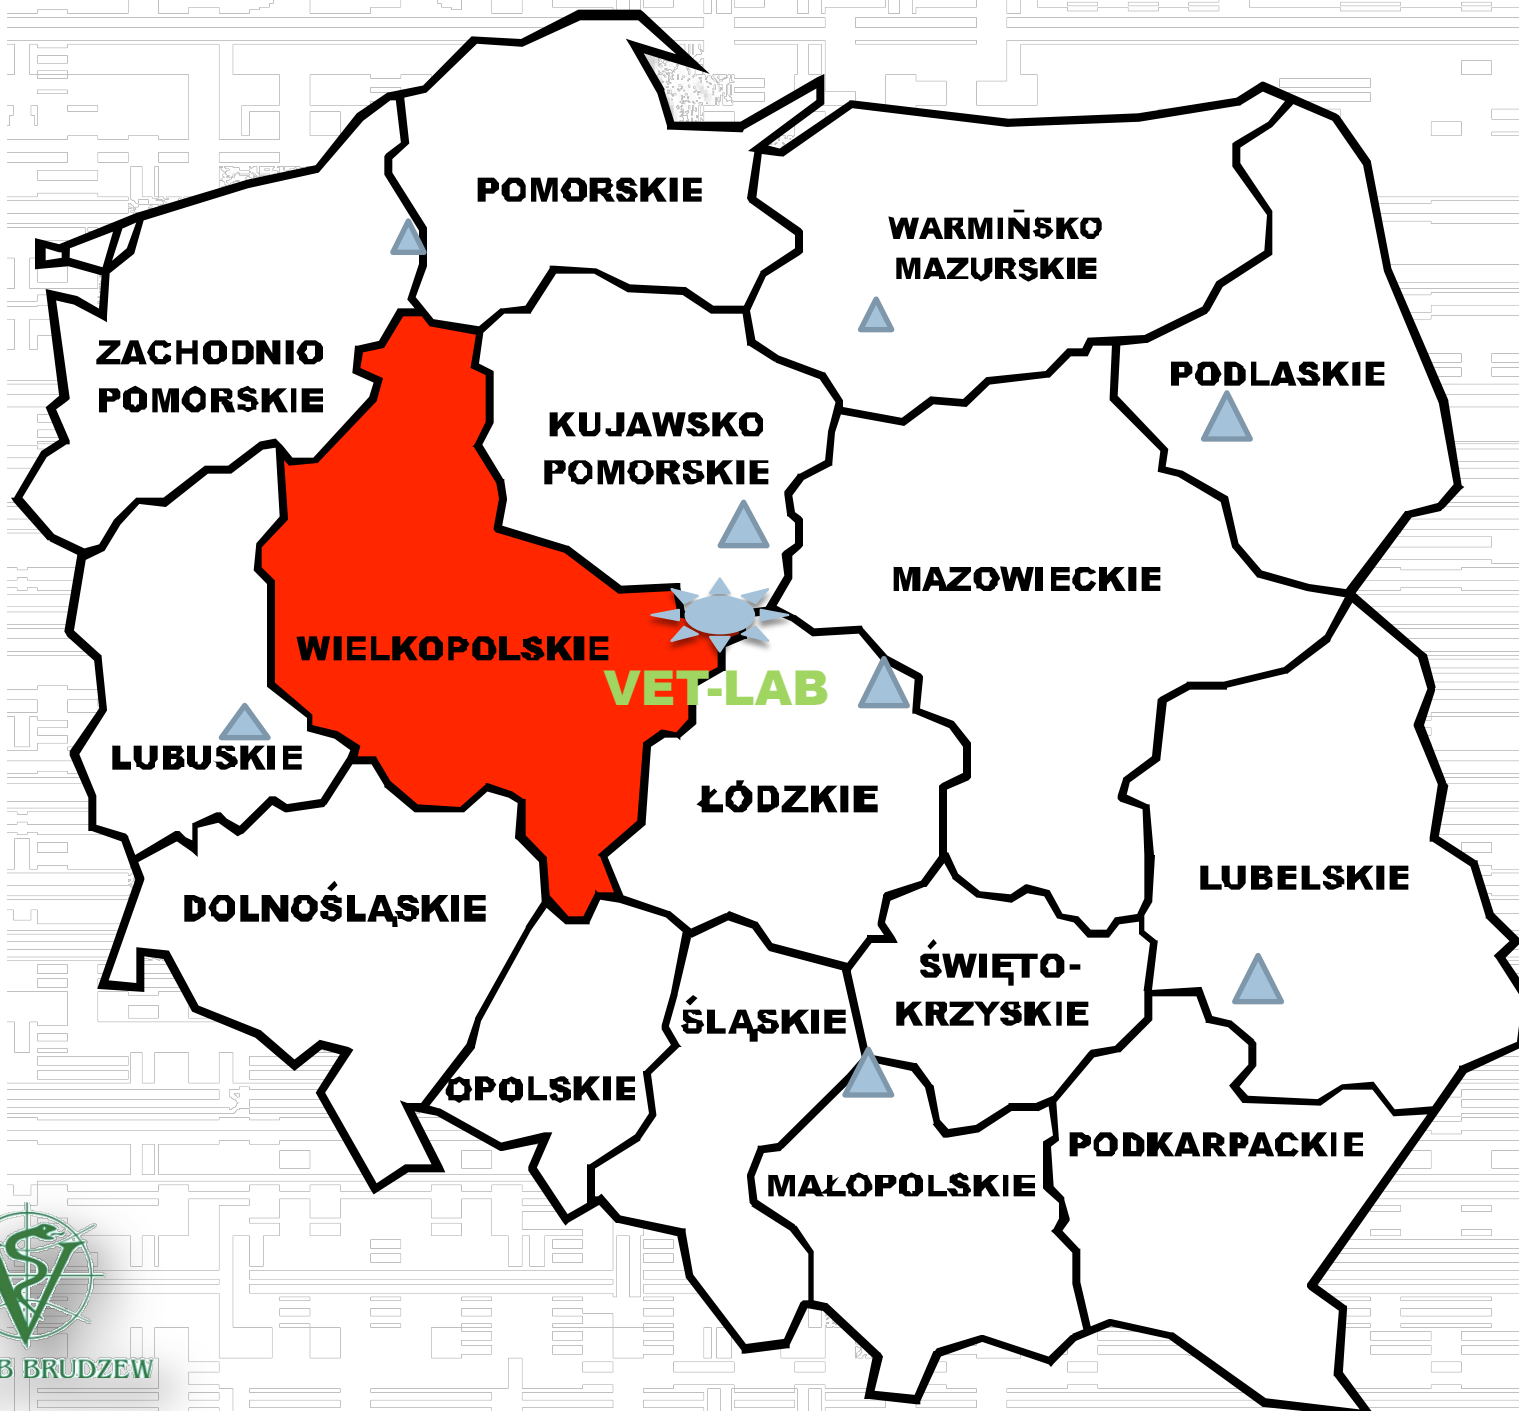 POMORSKIE
WARMIŃSKO
MAZURSKIE
ZACHODNIO
POMORSKIE
PODLASKIE
KUJAWSKO
POMORSKIE
MAZOWIECKIE
WIELKOPOLSKIE
VET-LAB
LUBUSKIE
ŁÓDZKIE
LUBELSKIE
DOLNOŚLĄSKIE
ŚWIĘTO-
KRZYSKIE
ŚLĄSKIE
OPOLSKIE
PODKARPACKIE
MAŁOPOLSKIE
B BRUDZEW